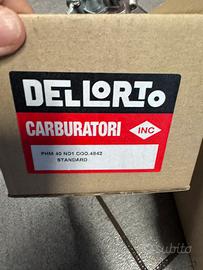 DELLORTO
CARBURATORI INC
PHM 40 ND1 COD.4842
STANDARD
subito